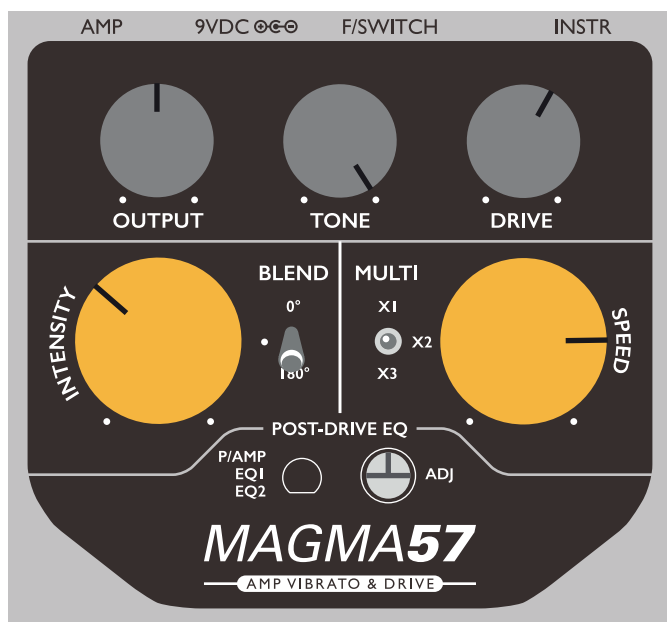 AMP 9VDC F/SWITCH INSTR
OUTPUT TONE DRIVE
INTENSITY
BLEND
0°
180°
MULTI
X1
X2
X3
SPEED
POST-DRIVE EQ
P/AMP
EQ1
EQ2
ADJ
MAGMA57
AMP VIBRATO & DRIVE